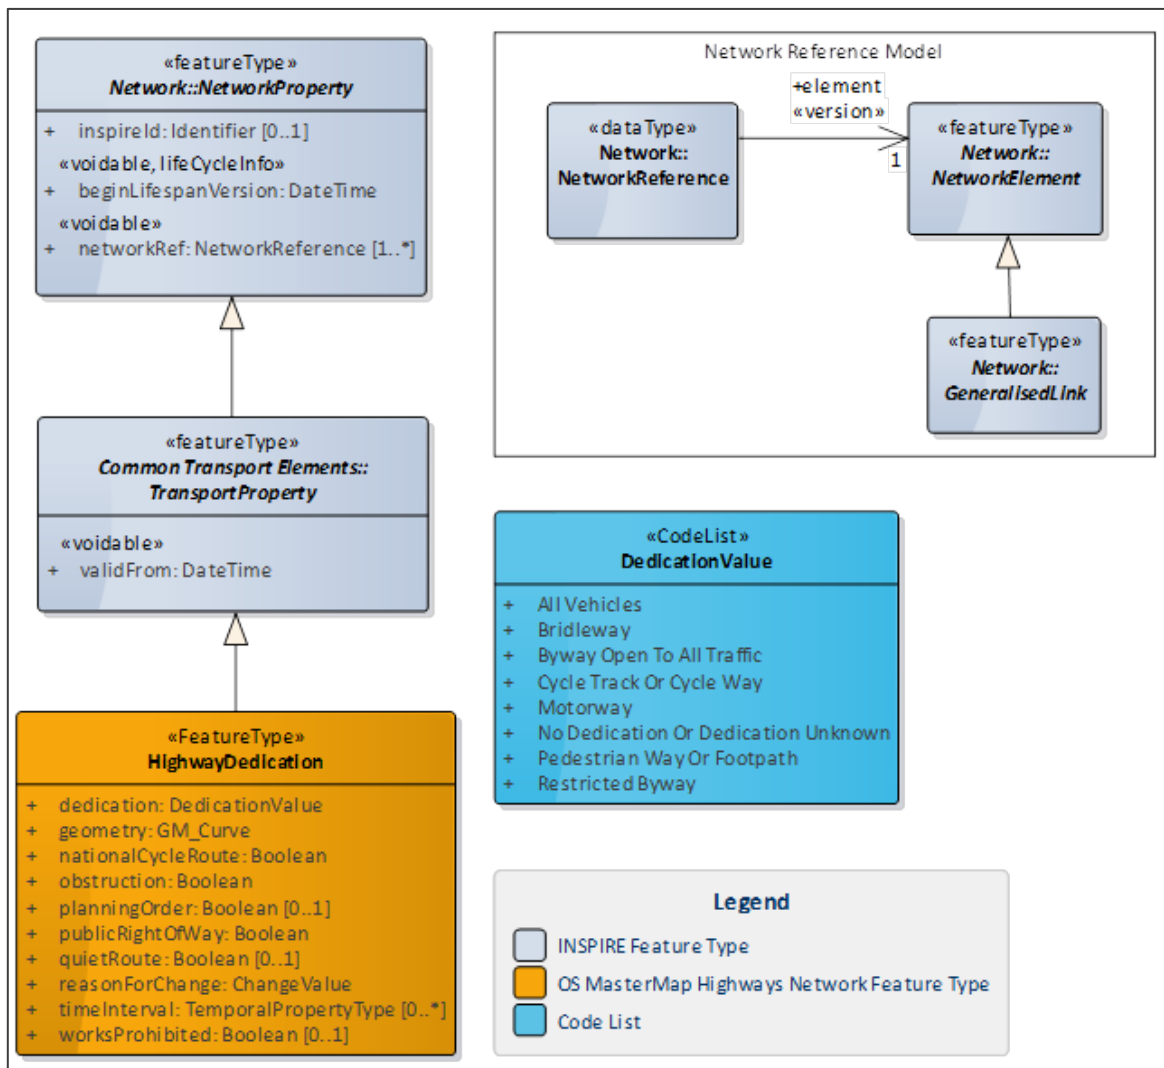 «featureType»
Network::NetworkProperty
+ inspireId: Identifier [0..1]
«voidable, lifeCycleInfo»
+ beginLifespanVersion: DateTime
«voidable»
+ networkRef: NetworkReference [1..*]
«featureType»
Common Transport Elements::
TransportProperty
«voidable»
+ validFrom: DateTime
«FeatureType»
HighwayDedication
+ dedication: DedicationValue
+ geometry: GM_Curve
+ nationalCycleRoute: Boolean
+ obstruction: Boolean
+ planningOrder: Boolean [0..1]
+ publicRightOfWay: Boolean
+ quietRoute: Boolean [0..1]
+ reasonForChange: ChangeValue
+ timeInterval: TemporalPropertyType [0..*]
+ worksProhibited: Boolean [0..1]
Network Reference Model
+element
«version»
1
«dataType»
Network::
NetworkReference
«featureType»
Network::
NetworkElement
«featureType»
Network::
GeneralisedLink
«CodeList»
DedicationValue
+ All Vehicles
+ Bridleway
+ Byway Open To All Traffic
+ Cycle Track Or Cycle Way
+ Motorway
+ No Dedication Or Dedication Unknown
+ Pedestrian Way Or Footpath
+ Restricted Byway
Legend
INSPIRE Feature Type
OS MasterMap Highways Network Feature Type
Code List